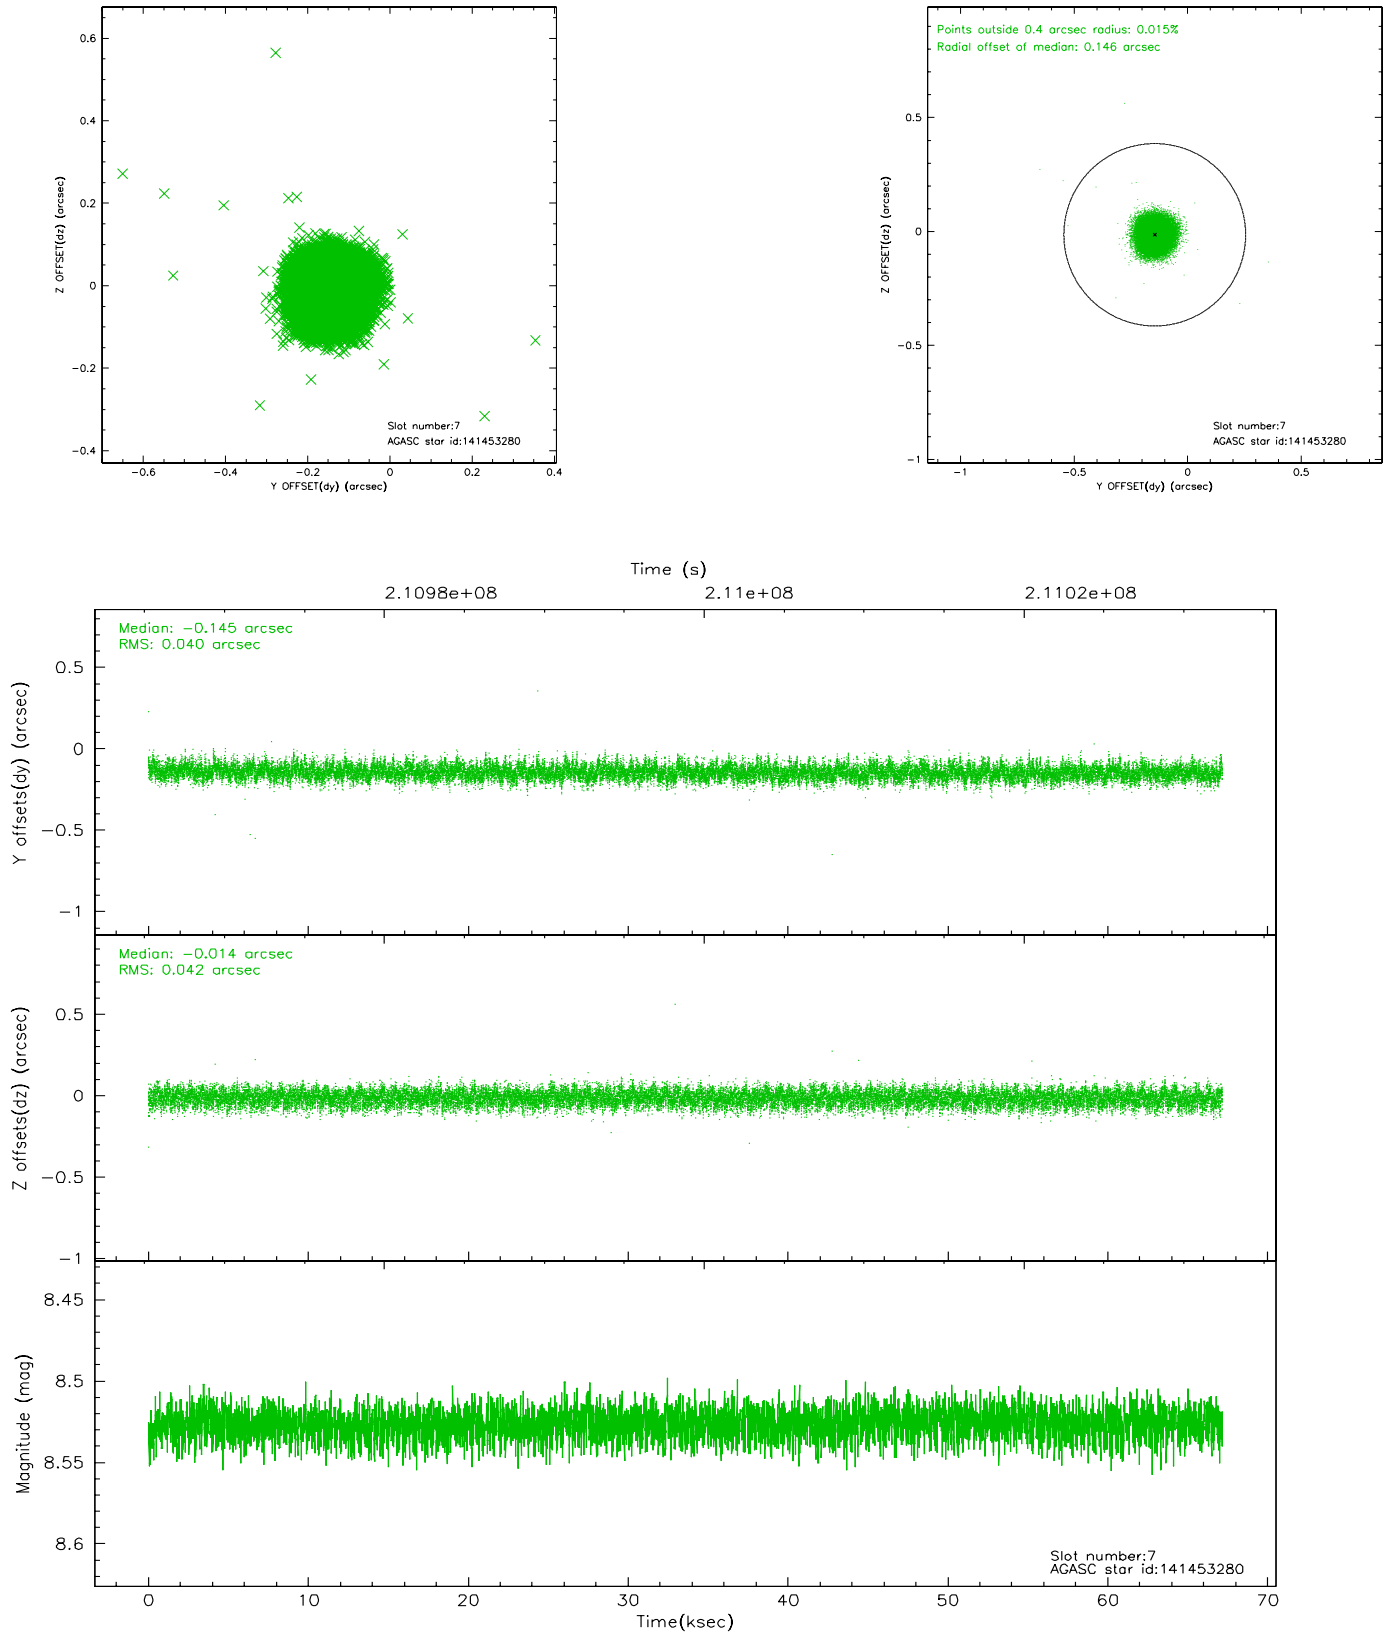 0.6
0.4
0.2
0
−0.2
−0.4
Z OFFSET(dz) (arcsec)
Slot number:7
AGASC star id:141453280
−0.6
−0.4
−0.2
0
0.2
0.4
Y OFFSET(dy) (arcsec)
Points outside 0.4 arcsec radius: 0.015%
Radial offset of median: 0.146 arcsec
0.5
0
−0.5
−1
Z OFFSET(dz) (arcsec)
Slot number:7
AGASC star id:141453280
−1
−0.5
0
0.5
Y OFFSET(dy) (arcsec)
Time (s)
2.1098e+08
2.11e+08
2.1102e+08
Median: −0.145 arcsec
RMS: 0.040 arcsec
0.5
0
−0.5
−1
Y offsets(dy) (arcsec)
Median: −0.014 arcsec
RMS: 0.042 arcsec
0.5
0
−0.5
−1
Z offsets(dz) (arcsec)
8.45
8.5
8.55
8.6
Magnitude (mag)
Slot number:7
AGASC star id:141453280
0
10
20
30
40
50
60
70
Time(ksec)